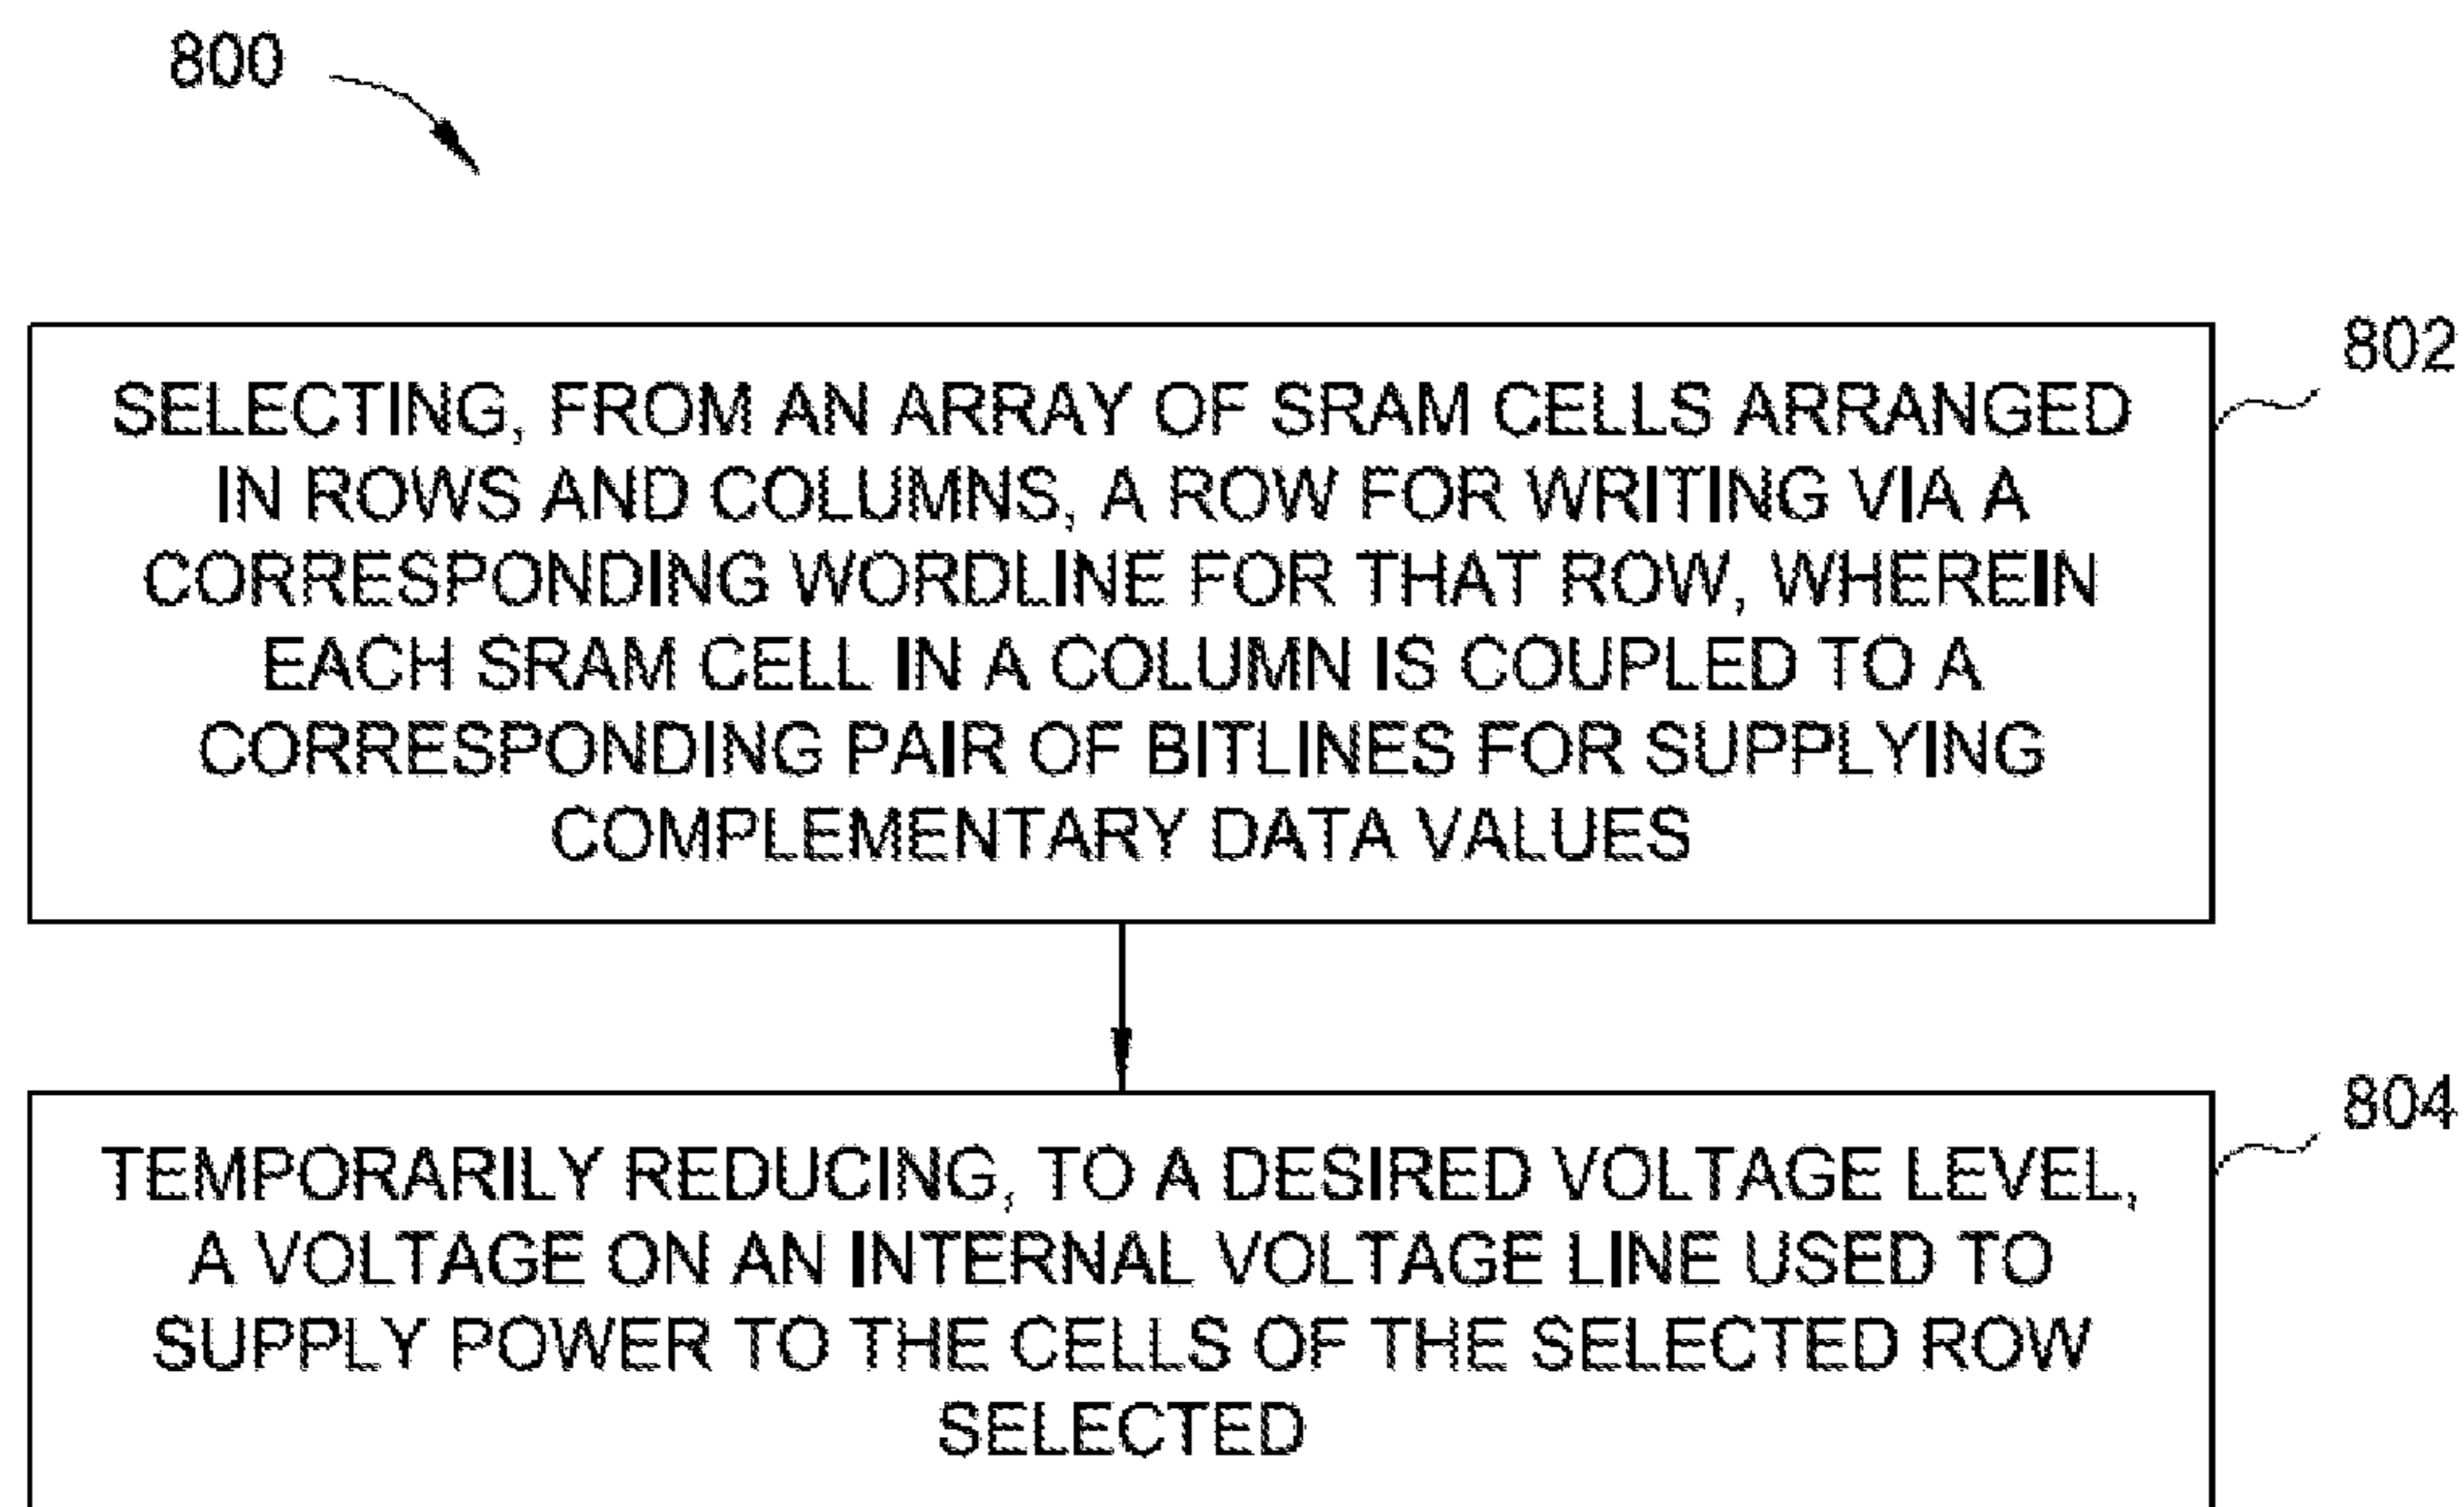 800
802
SELECTING, FROM AN ARRAY OF SRAM CELLS ARRANGED
IN ROWS AND COLUMNS, A ROW FOR WRITING VIA A
CORRESPONDING WORDLINE FOR THAT ROW, WHEREIN
EACH SRAM CELL IN A COLUMN IS COUPLED TO A
CORRESPONDING PAIR OF BITLINES FOR SUPPLYING
COMPLEMENTARY DATA VALUES
804
TEMPORARILY REDUCING, TO A DESIRED VOLTAGE LEVEL,
A VOLTAGE ON AN INTERNAL VOLTAGE LINE USED TO
SUPPLY POWER TO THE CELLS OF THE SELECTED ROW
SELECTED